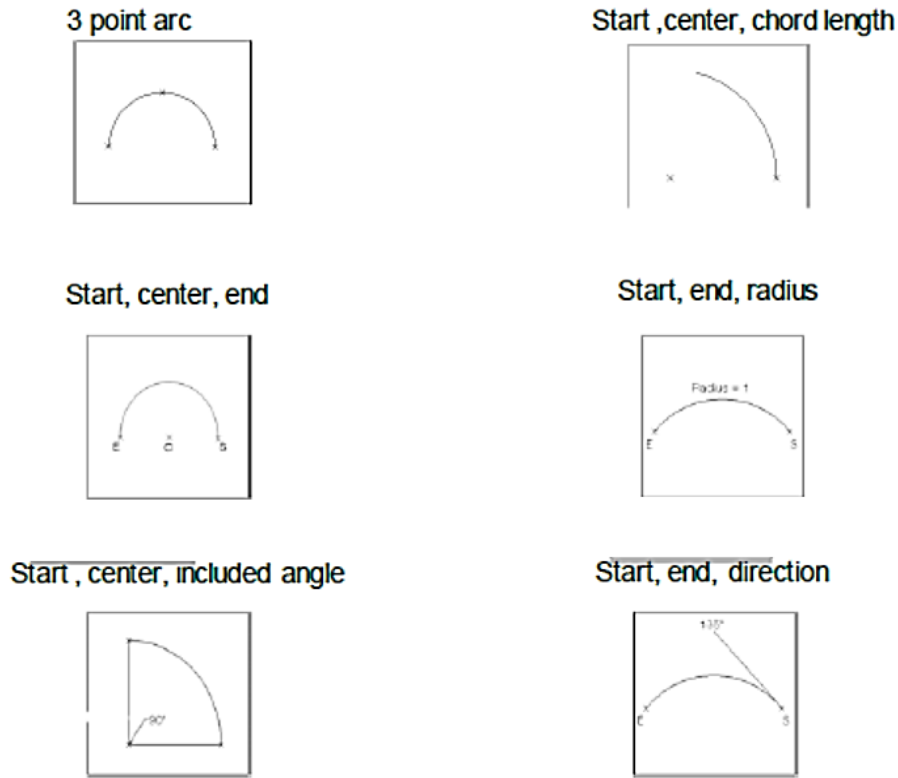 3 point arc
Start ,center, chord length
Start, center, end
E C S
Start, end, radius
Radius = 1
E S
Start , center, included angle
90°
Start, end, direction
135°
E S